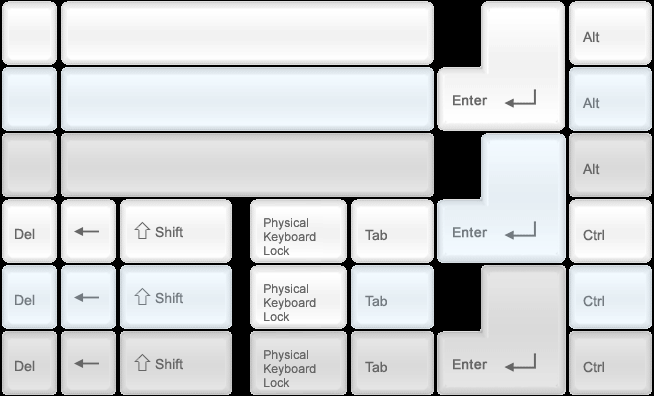 Alt
Enter Alt
Alt
Del Shift Physical Keyboard Lock Tab Enter Ctrl
Del Shift Physical Keyboard Lock Tab Ctrl
Del Shift Physical Keyboard Lock Tab Enter Ctrl